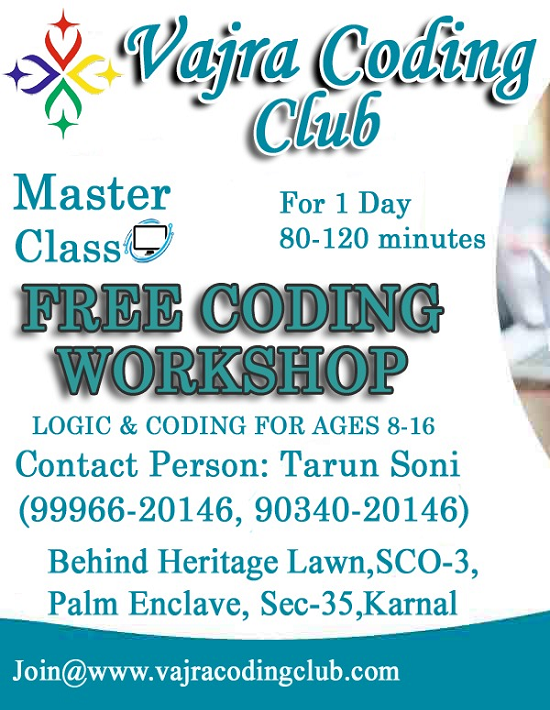 Vajra Coding
Club
Master
Class
For 1 Day
80-120 minutes
FREE CODING
WORKSHOP
LOGIC & CODING FOR AGES 8-16
Contact Person: Tarun Soni
(99966-20146, 90340-20146)
Behind Heritage Lawn,SCO-3,
Palm Enclave, Sec-35,Karnal
Join@www.vajracodingclub.com